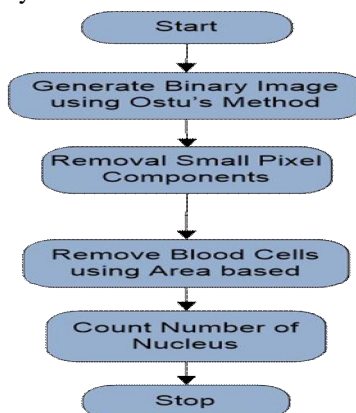 Start
Generate Binary Image
using Ostu's Method
Removal Small Pixel
Components
Remove Blood Cells
using Area based
Count Number of
Nucleus
Stop